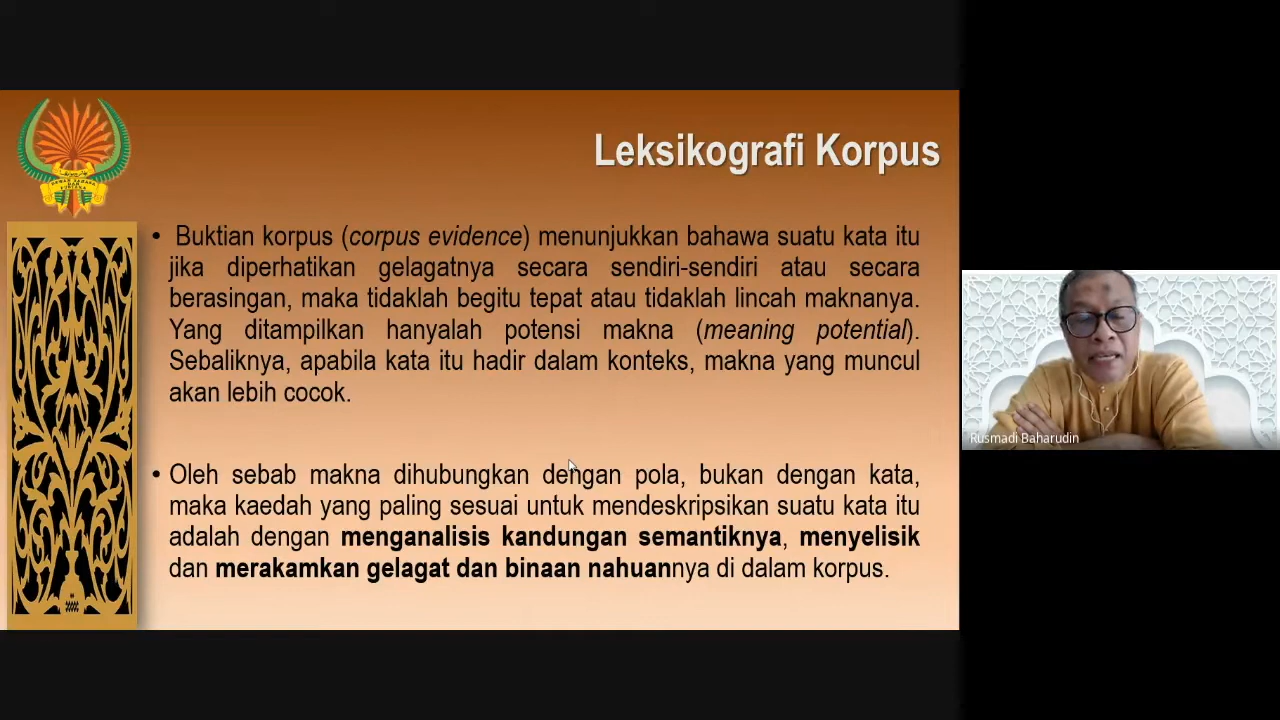 Leksikografi Korpus
• Buktian korpus (corpus evidence) menunjukkan bahawa suatu kata itu
jika diperhatikan gelagatnya secara sendiri-sendiri atau secara
berasingan, maka tidaklah begitu tepat atau tidaklah lincah maknanya.
Yang ditampilkan hanyalah potensi makna (meaning potential).
Sebaliknya, apabila kata itu hadir dalam konteks, makna yang muncul
akan lebih cocok.
• Oleh sebab makna dihubungkan dengan pola, bukan dengan kata,
maka kaedah yang paling sesuai untuk mendeskripsikan suatu kata itu
adalah dengan menganalisis kandungan semantiknya, menyelisik
dan merakamkan gelagat dan binaan nahuannya di dalam korpus.
Rusmadi Baharudin